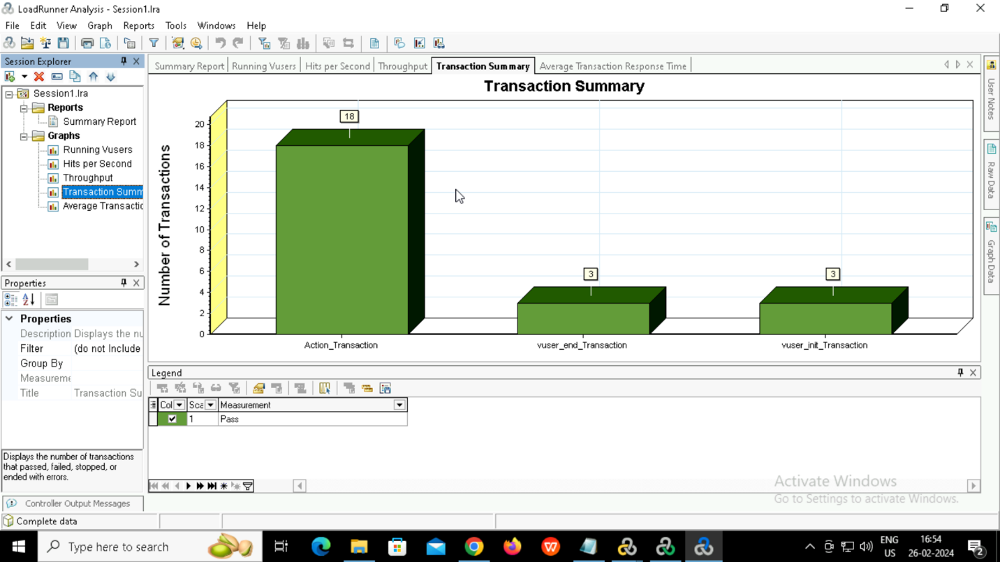 LoadRunner Analysis - Session1.lra
File Edit View Graph Reports Tools Windows Help
Session Explorer
Session1.lra
Reports
Summary Report
Graphs
Running Vusers
Hits per Second
Throughput
Transaction Summ
Average Transactic
Properties
Properties
Description Displays the nu
Filter (do not Include
Group By
Measureme
Title Transaction Su
Displays the number of transactions
that passed, failed, stopped, or
ended with errors.
Controller Output Messages
Complete data
Summary Report Running Vusers Hits per Second Throughput Transaction Summary Average Transaction Response Time
Transaction Summary
Number of Transactions
20
18
16
14
12
10
8
6
4
2
0
18
3
3
Action_Transaction vuser_end_Transaction vuser_init_Transaction
Legend
Col Sca Measurement
1 Pass
User Notes
Raw Data
Graph Data
Activate Windows
Go to Settings to activate Windows.
Type here to search
ENG
US
16:54
26-02-2024
2